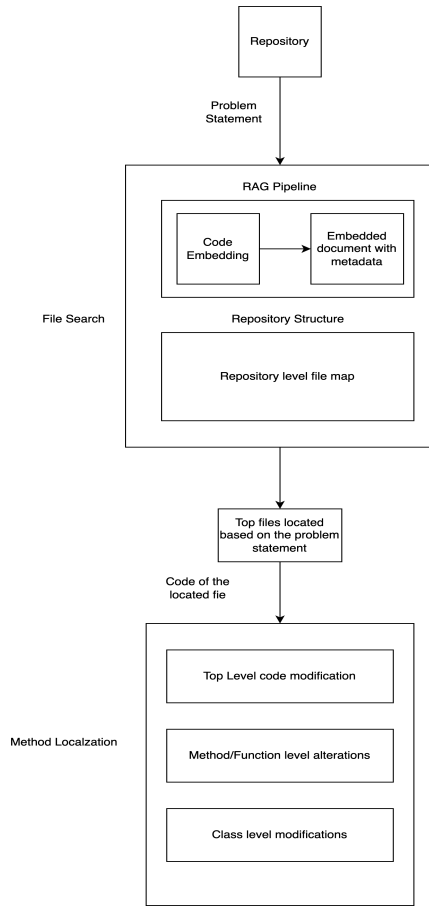 Repository
Problem
Statement
RAG Pipeline
Code
Embedding
Embedded
document with
metadata
File Search
Repository Structure
Repository level file map
Top files located
based on the problem
statement
Code of the
located fie
Top Level code modification
Method Localzation
Method/Function level alterations
Class level modifications